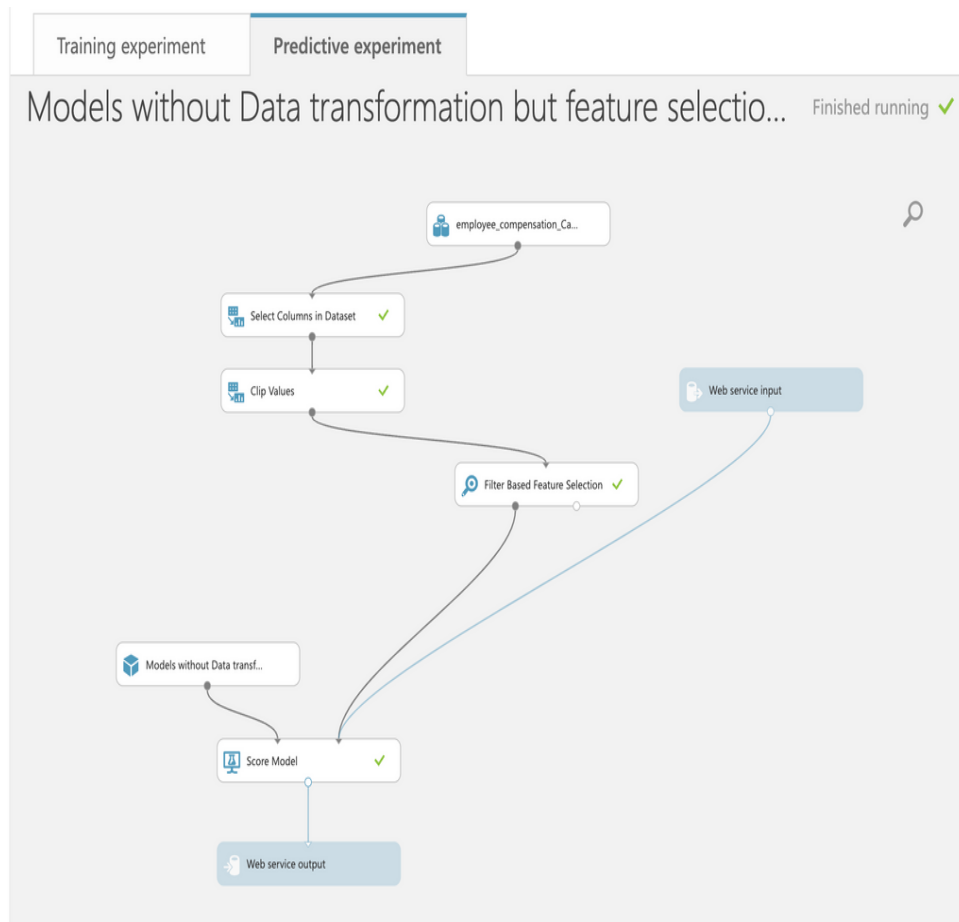 Training experiment
Predictive experiment
Models without Data transformation but feature selectio...
Finished running
employee_compensation_Ca...
Select Columns in Dataset
Clip Values
Web service input
Filter Based Feature Selection
Models without Data transf...
Score Model
Web service output